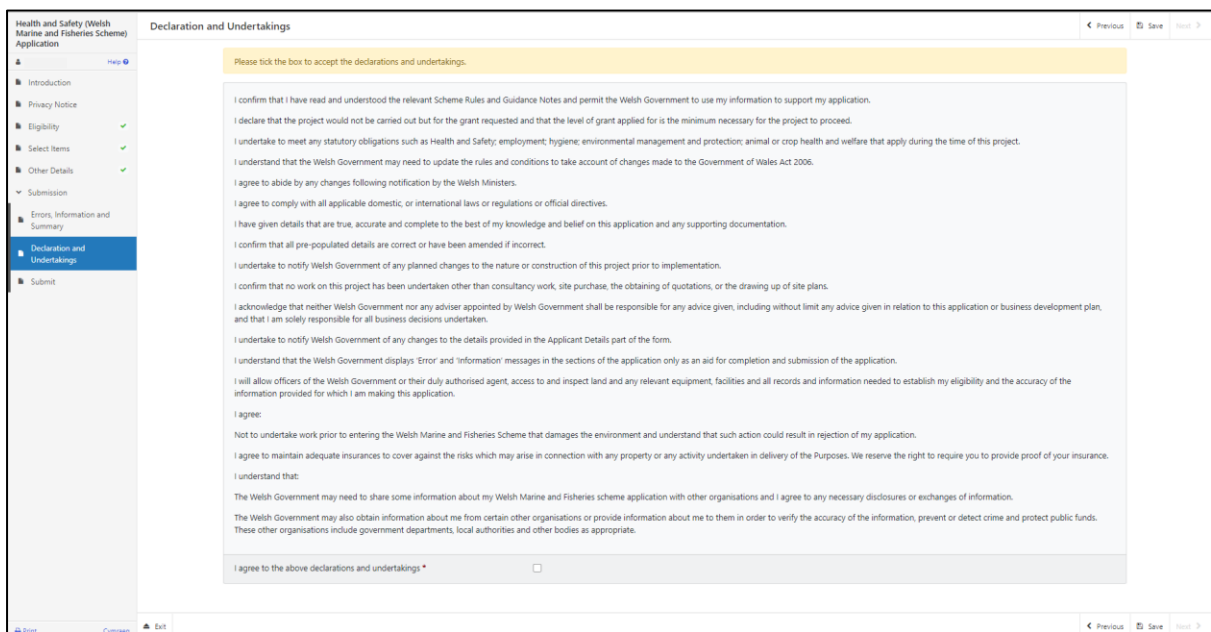 Health and Safety (Welsh
Marine and Fisheries Scheme)
Application
Help
Introduction
Privacy Notice
Eligibility
Select Items
Other Details
Submission
Errors, Information and
Summary
Declaration and
Undertakings
Submit
Print
Cymraeg
Declaration and Undertakings
Previous Save Next
Please tick the box to accept the declarations and undertakings.
I confirm that I have read and understood the relevant Scheme Rules and Guidance Notes and permit the Welsh Government to use my information to support my application.
I declare that the project would not be carried out but for the grant requested and that the level of grant applied for is the minimum necessary for the project to proceed.
I undertake to meet any statutory obligations such as Health and Safety; employment; hygiene; environmental management and protection; animal or crop health and welfare that apply during the time of this project.
I understand that the Welsh Government may need to update the rules and conditions to take account of changes made to the Government of Wales Act 2006.
I agree to abide by any changes following notification by the Welsh Ministers.
I agree to comply with all applicable domestic, or international laws or regulations or official directives.
I have given details that are true, accurate and complete to the best of my knowledge and belief on this application and any supporting documentation.
I confirm that all pre-populated details are correct or have been amended if incorrect.
I undertake to notify Welsh Government of any planned changes to the nature or construction of this project prior to implementation.
I confirm that no work on this project has been undertaken other than consultancy work, site purchase, the obtaining of quotations, or the drawing up of site plans.
I acknowledge that neither Welsh Government nor any adviser appointed by Welsh Government shall be responsible for any advice given, including without limit any advice given in relation to this application or business development plan,
and that I am solely responsible for all business decisions undertaken.
I undertake to notify Welsh Government of any changes to the details provided in the Applicant Details part of the form.
I understand that the Welsh Government displays 'Error' and 'Information' messages in the sections of the application only as an aid for completion and submission of the application.
I will allow officers of the Welsh Government or their duly authorised agent, access to and inspect land and any relevant equipment, facilities and all records and information needed to establish my eligibility and the accuracy of the
information provided for which I am making this application.
I agree:
Not to undertake work prior to entering the Welsh Marine and Fisheries Scheme that damages the environment and understand that such action could result in rejection of my application.
I agree to maintain adequate insurances to cover against the risks which may arise in connection with any property or any activity undertaken in delivery of the Purposes. We reserve the right to require you to provide proof of your insurance.
I understand that:
The Welsh Government may need to share some information about my Welsh Marine and Fisheries scheme application with other organisations and I agree to any necessary disclosures or exchanges of information.
The Welsh Government may also obtain information about me from certain other organisations or provide information about me to them in order to verify the accuracy of the information, prevent or detect crime and protect public funds.
These other organisations include government departments, local authorities and other bodies as appropriate.
I agree to the above declarations and undertakings *
Exit
Previous Save Next